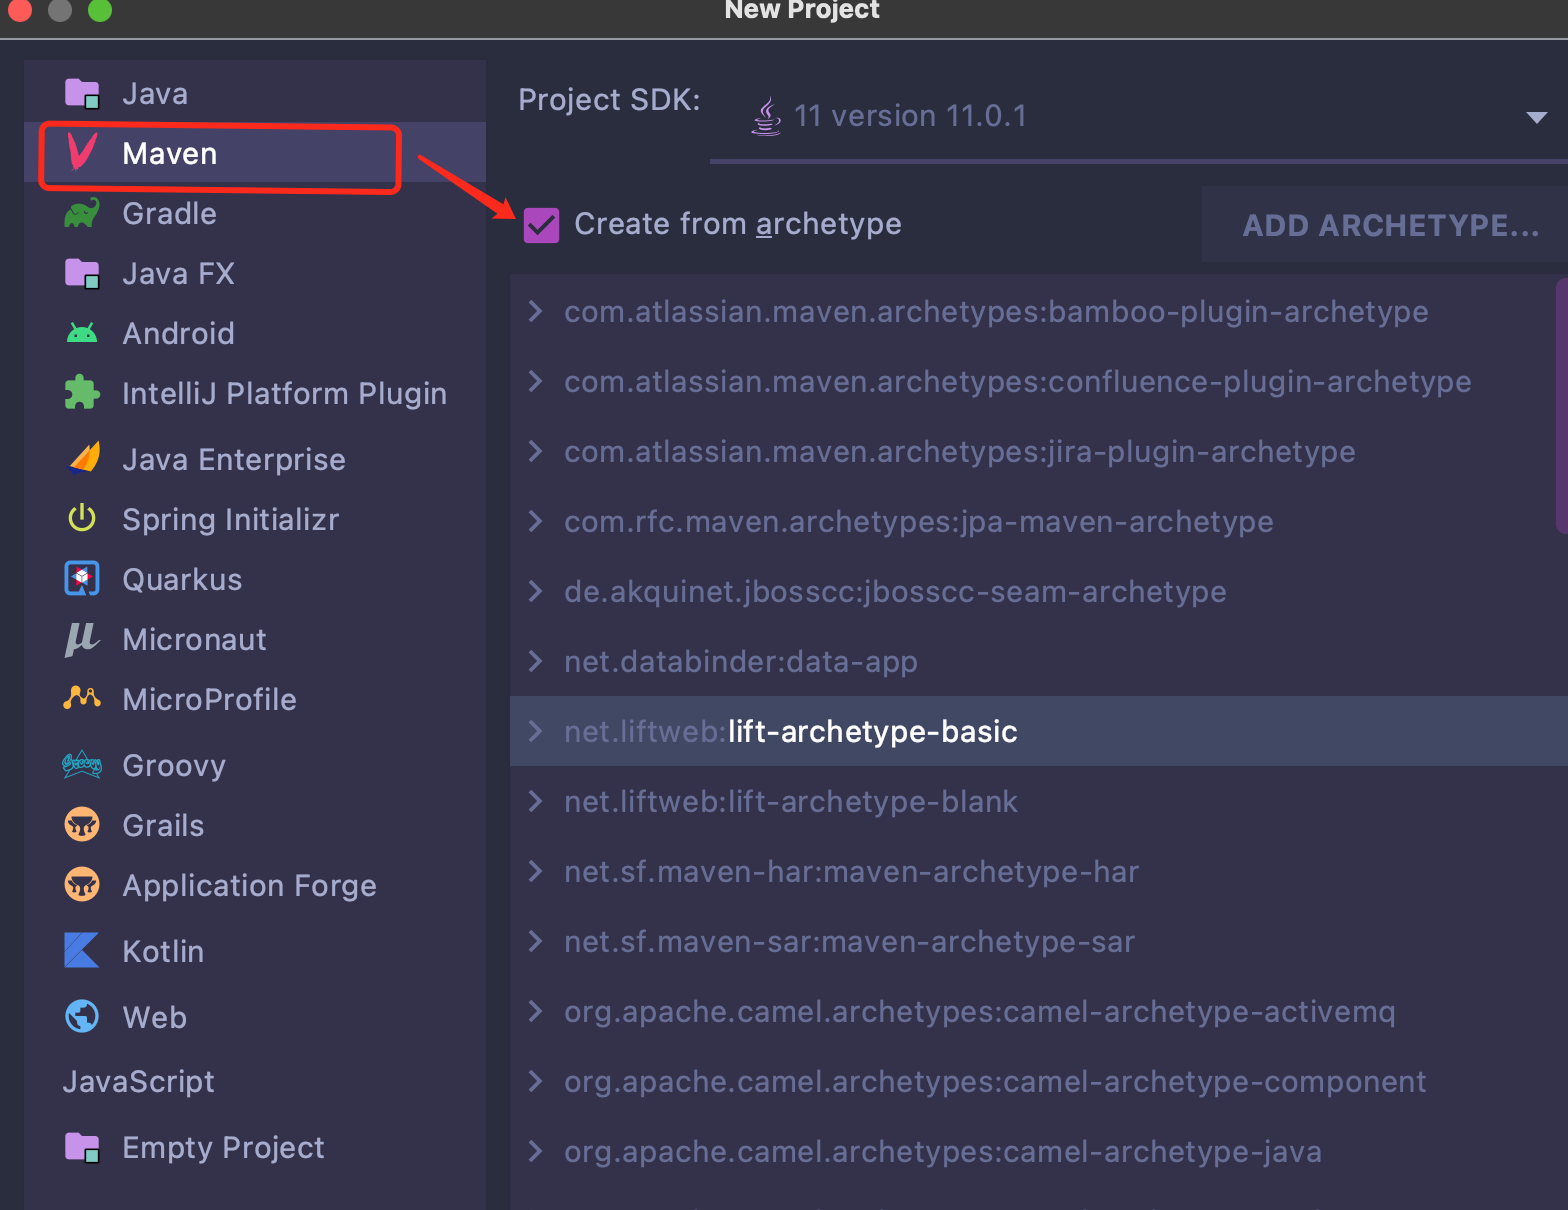 New Project
Java
Maven
Gradle
Java FX
Android
IntelliJ Platform Plugin
Java Enterprise
Spring Initializr
Quarkus
Micronaut
MicroProfile
Groovy
Grails
Application Forge
Kotlin
Web
JavaScript
Empty Project
Project SDK:
11 version 11.0.1
Create from archetype
ADD ARCHETYPE...
com.atlassian.maven.archetypes:bamboo-plugin-archetype
com.atlassian.maven.archetypes:confluence-plugin-archetype
com.atlassian.maven.archetypes:jira-plugin-archetype
com.rfc.maven.archetypes:jpa-maven-archetype
de.akquinet.jbosscc:jbosscc-seam-archetype
net.databinder:data-app
net.liftweb:lift-archetype-basic
net.liftweb:lift-archetype-blank
net.sf.maven-har:maven-archetype-har
net.sf.maven-sar:maven-archetype-sar
org.apache.camel.archetypes:camel-archetype-activemq
org.apache.camel.archetypes:camel-archetype-component
org.apache.camel.archetypes:camel-archetype-java